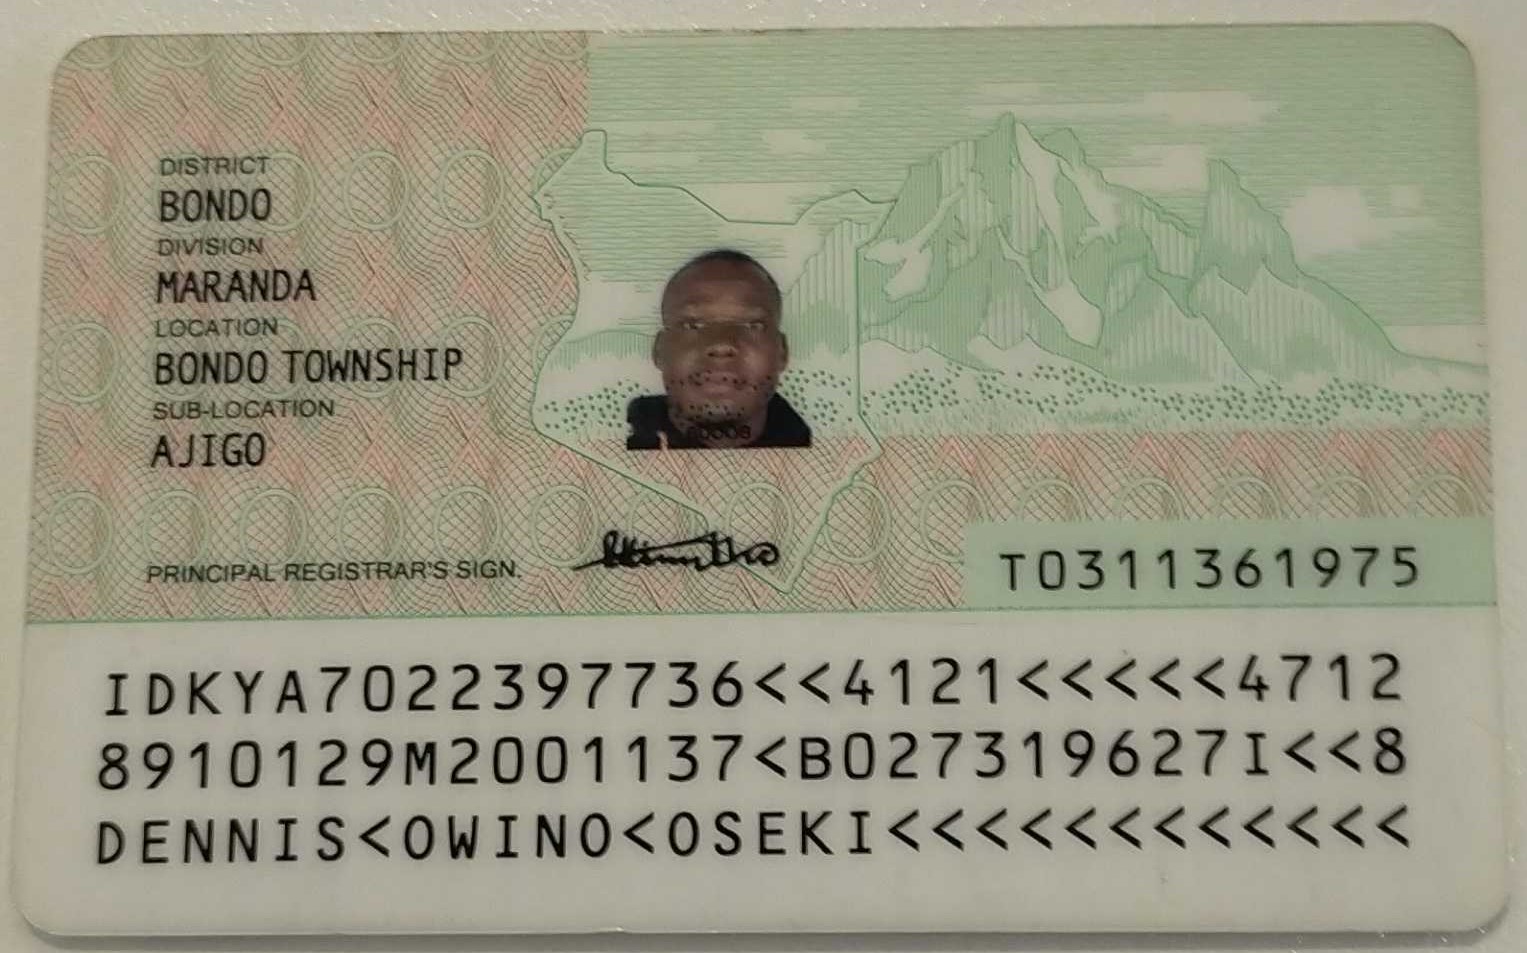 DISTRICT
BONDO
DIVISION
MARANDA
LOCATION
BONDO TOWNSHIP
SUB-LOCATION
AJIGO
PRINCIPAL REGISTRAR'S SIGN.
TO311361975
IDKYA7022397736<<4121<<<<<4712
8910129M2001137<B027319627I<<8
DENNIS<OWINO<OSEKI<<<<<<<<<<<<